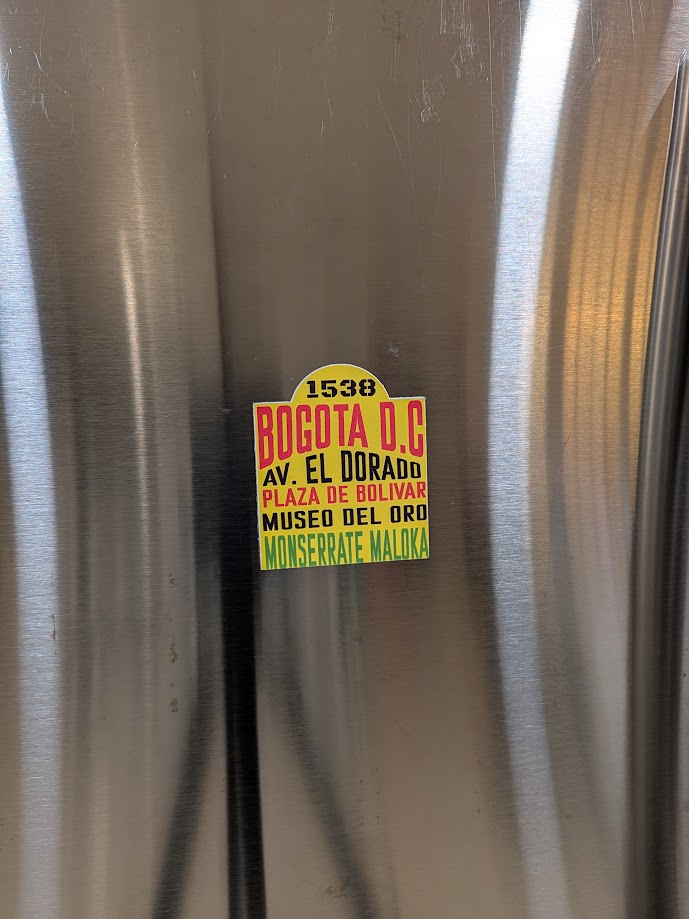 1538
BOGOTA D.C
AV. EL DORADO
PLAZA DE BOLIVAR
MUSEO DEL ORO
MONSERRATE MALOKA